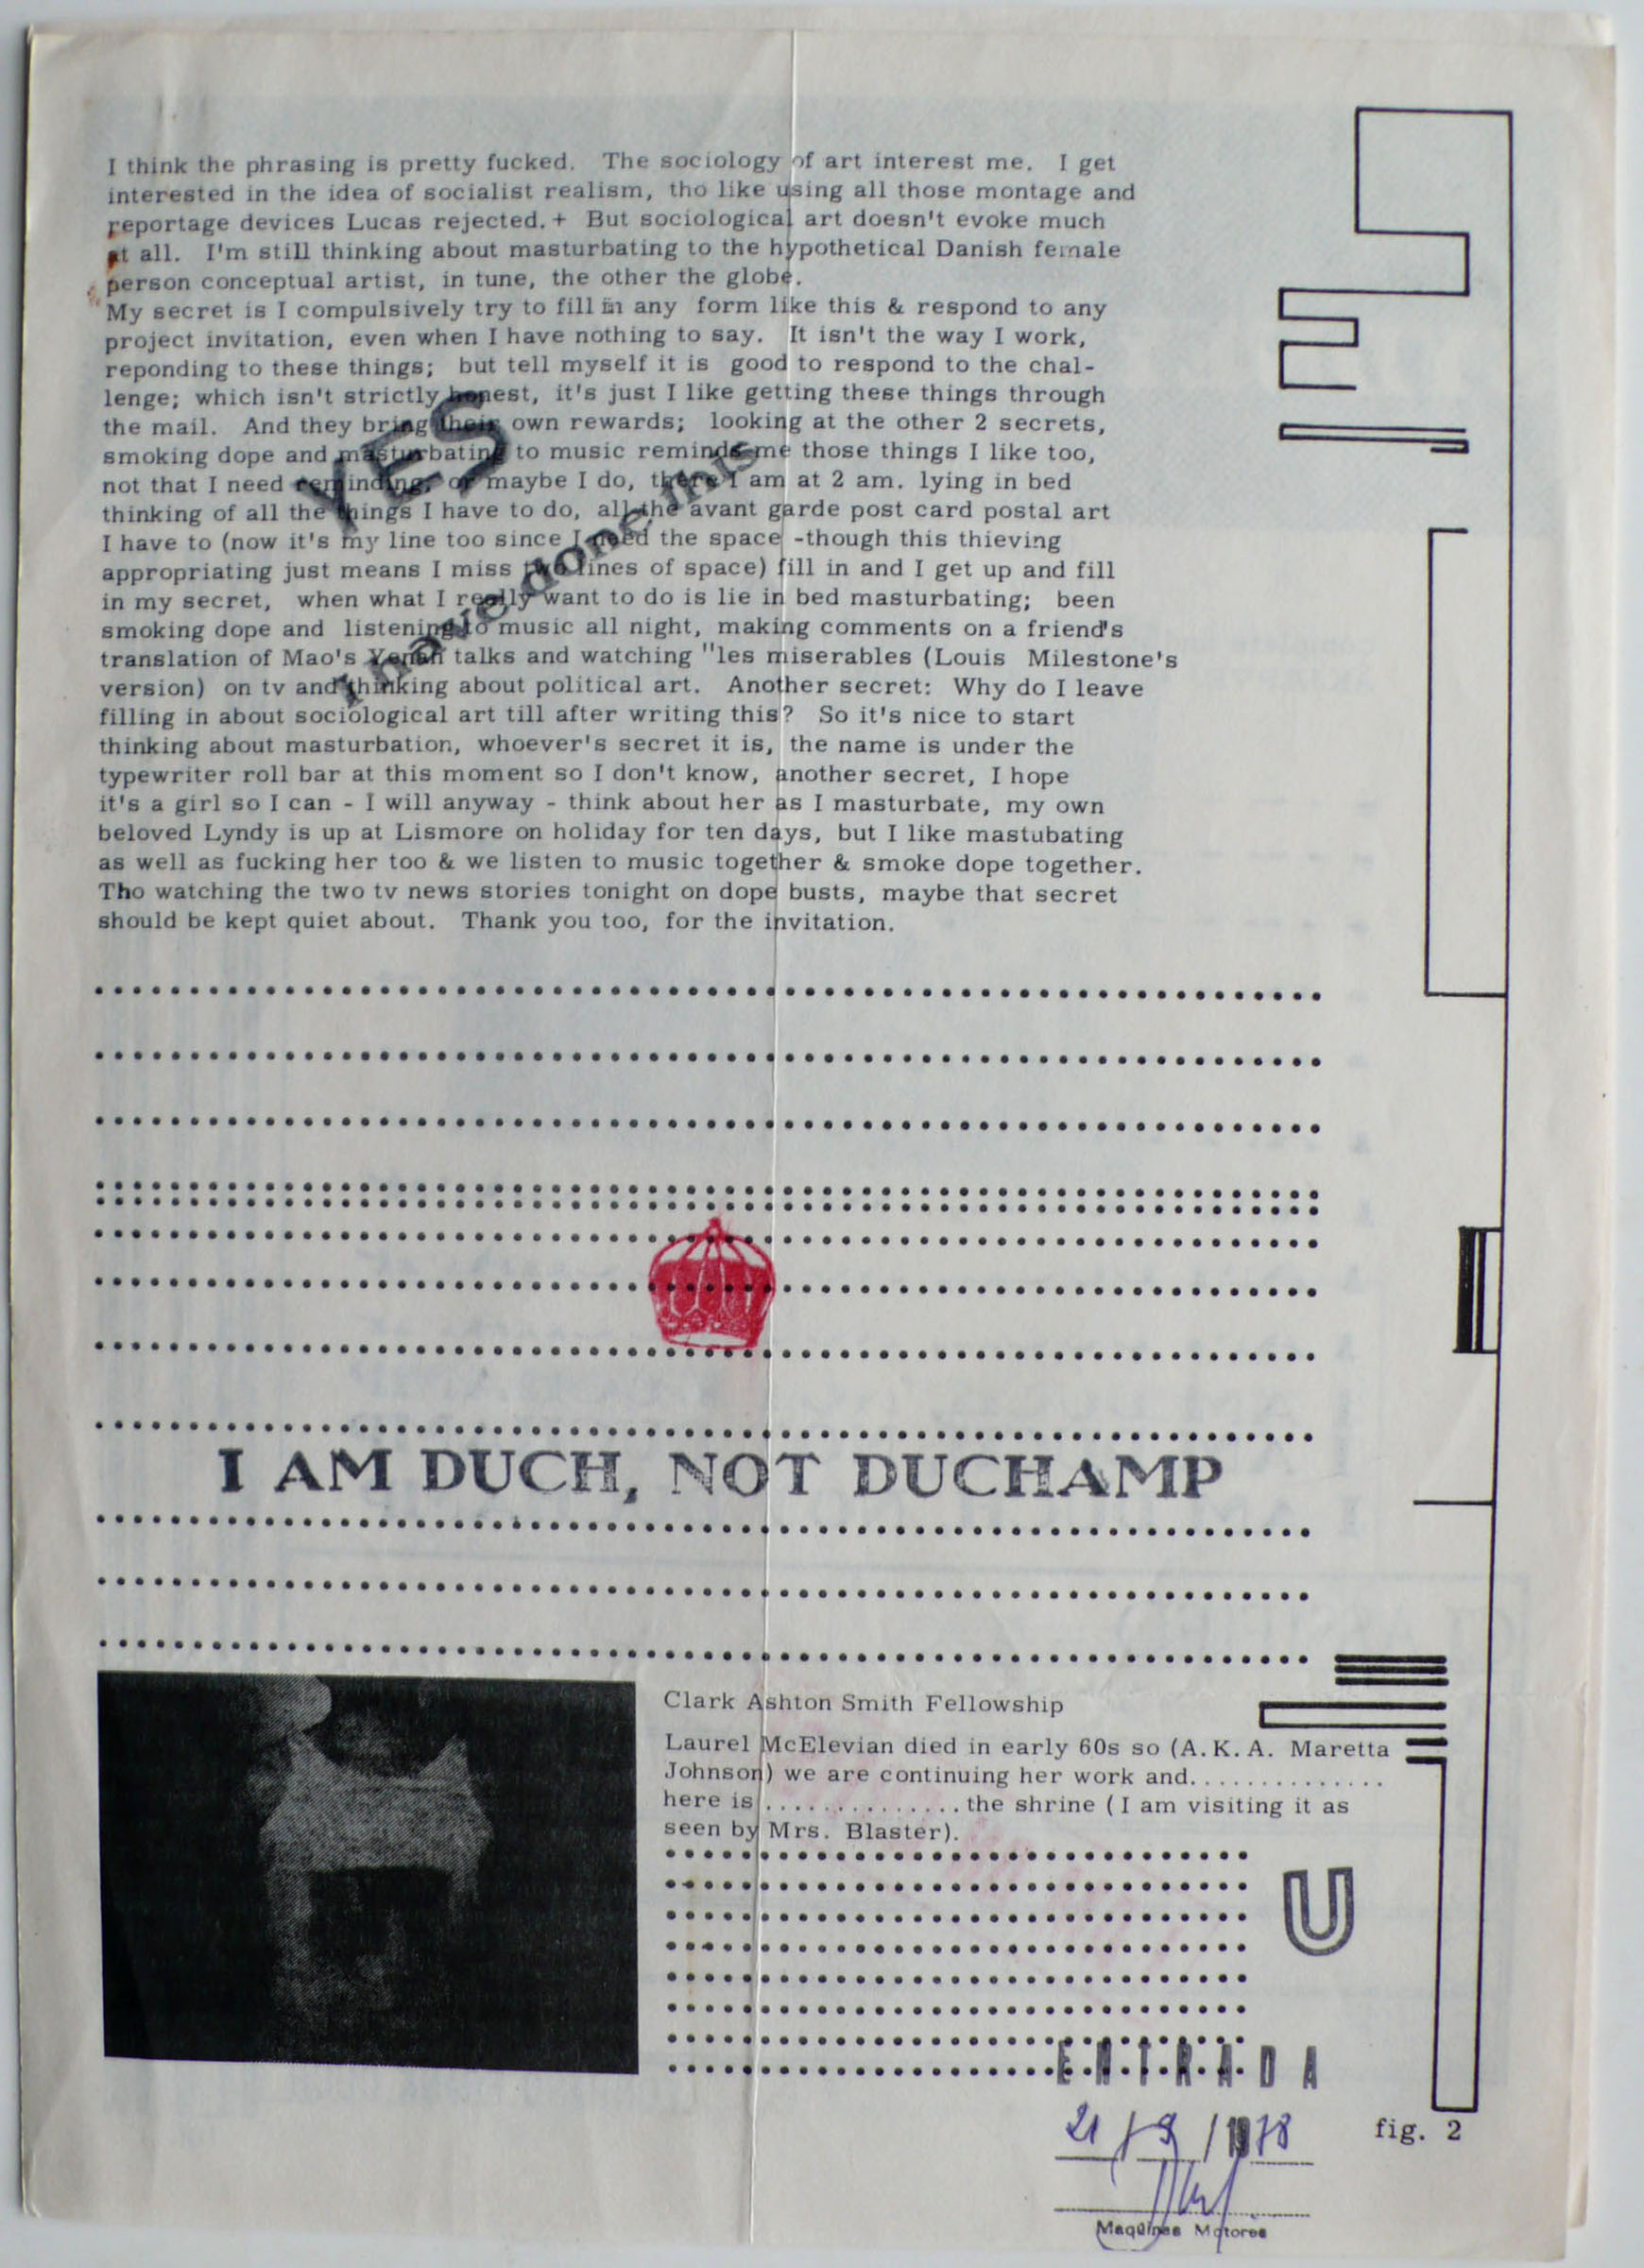 I think the phrasing is pretty fucked. The sociology of art interest me. I get
interested in the idea of socialist realism, tho like using all those montage and
reportage devices Lucas rejected. + But sociological art doesn't evoke much
at all. I'm still thinking about masturbating to the hypothetical Danish female
person conceptual artist, in tune, the other the globe.
My secret is I compulsively try to fill in any form like this & respond to any
project invitation, even when I have nothing to say. It isn't the way I work,
reponding to these things; but tell myself it is good to respond to the chal-
lenge; which isn't strictly honest, it's just I like getting these things through
the mail. And they bring their own rewards; looking at the other 2 secrets,
smoking dope and masturbating to music reminds me those things I like too,
not that I need reminding, or maybe I do, there I am at 2 am. lying in bed
thinking of all the things I have to do, all the avant garde post card postal art
I have to (now it's my line too since I need the space -though this thieving
appropriating just means I miss two lines of space) fill in and I get up and fill
in my secret, when what I really want to do is lie in bed masturbating; been
smoking dope and listening to music all night, making comments on a friend's
translation of Mao's Yenan talks and watching "les miserables (Louis Milestone's
version) on tv and thinking about political art. Another secret: Why do I leave
filling in about sociological art till after writing this? So it's nice to start
thinking about masturbation, whoever's secret it is, the name is under the
typewriter roll bar at this moment so I don't know, another secret, I hope
it's a girl so I can - I will anyway - think about her as I masturbate, my own
beloved Lyndy is up at Lismore on holiday for ten days, but I like mastubating
as well as fucking her too & we listen to music together & smoke dope together.
Tho watching the two tv news stories tonight on dope busts, maybe that secret
should be kept quiet about. Thank you too, for the invitation.
YES
I have done this
I AM DUCH, NOT DUCHAMP
Clark Ashton Smith Fellowship
Laurel McElevian died in early 60s so (A.K.A. Maretta
Johnson) we are continuing her work and..............
here is ..............the shrine (I am visiting it as
seen by Mrs. Blaster).
U
ENTRADA
21 / 9 / 1978
Maquinas Motores
fig. 2